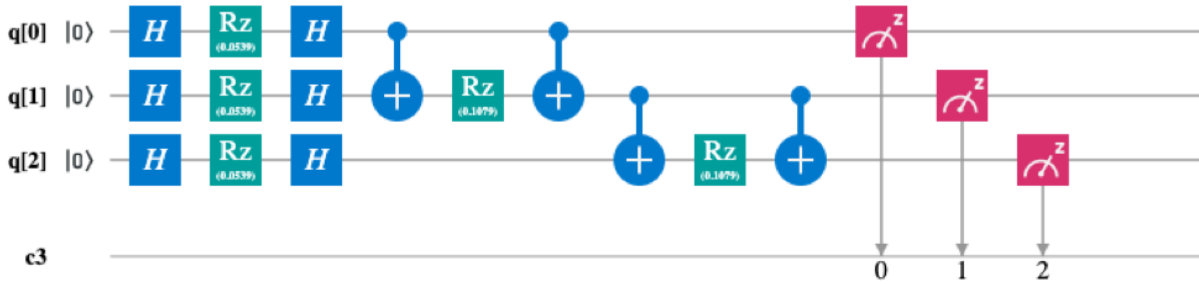 q[0] |0⟩ H Rz (0.0539) H z
q[1] |0⟩ H Rz (0.0539) H Rz (0.1079) z
q[2] |0⟩ H Rz (0.0539) H Rz (0.1079) z
c3
0 1 2